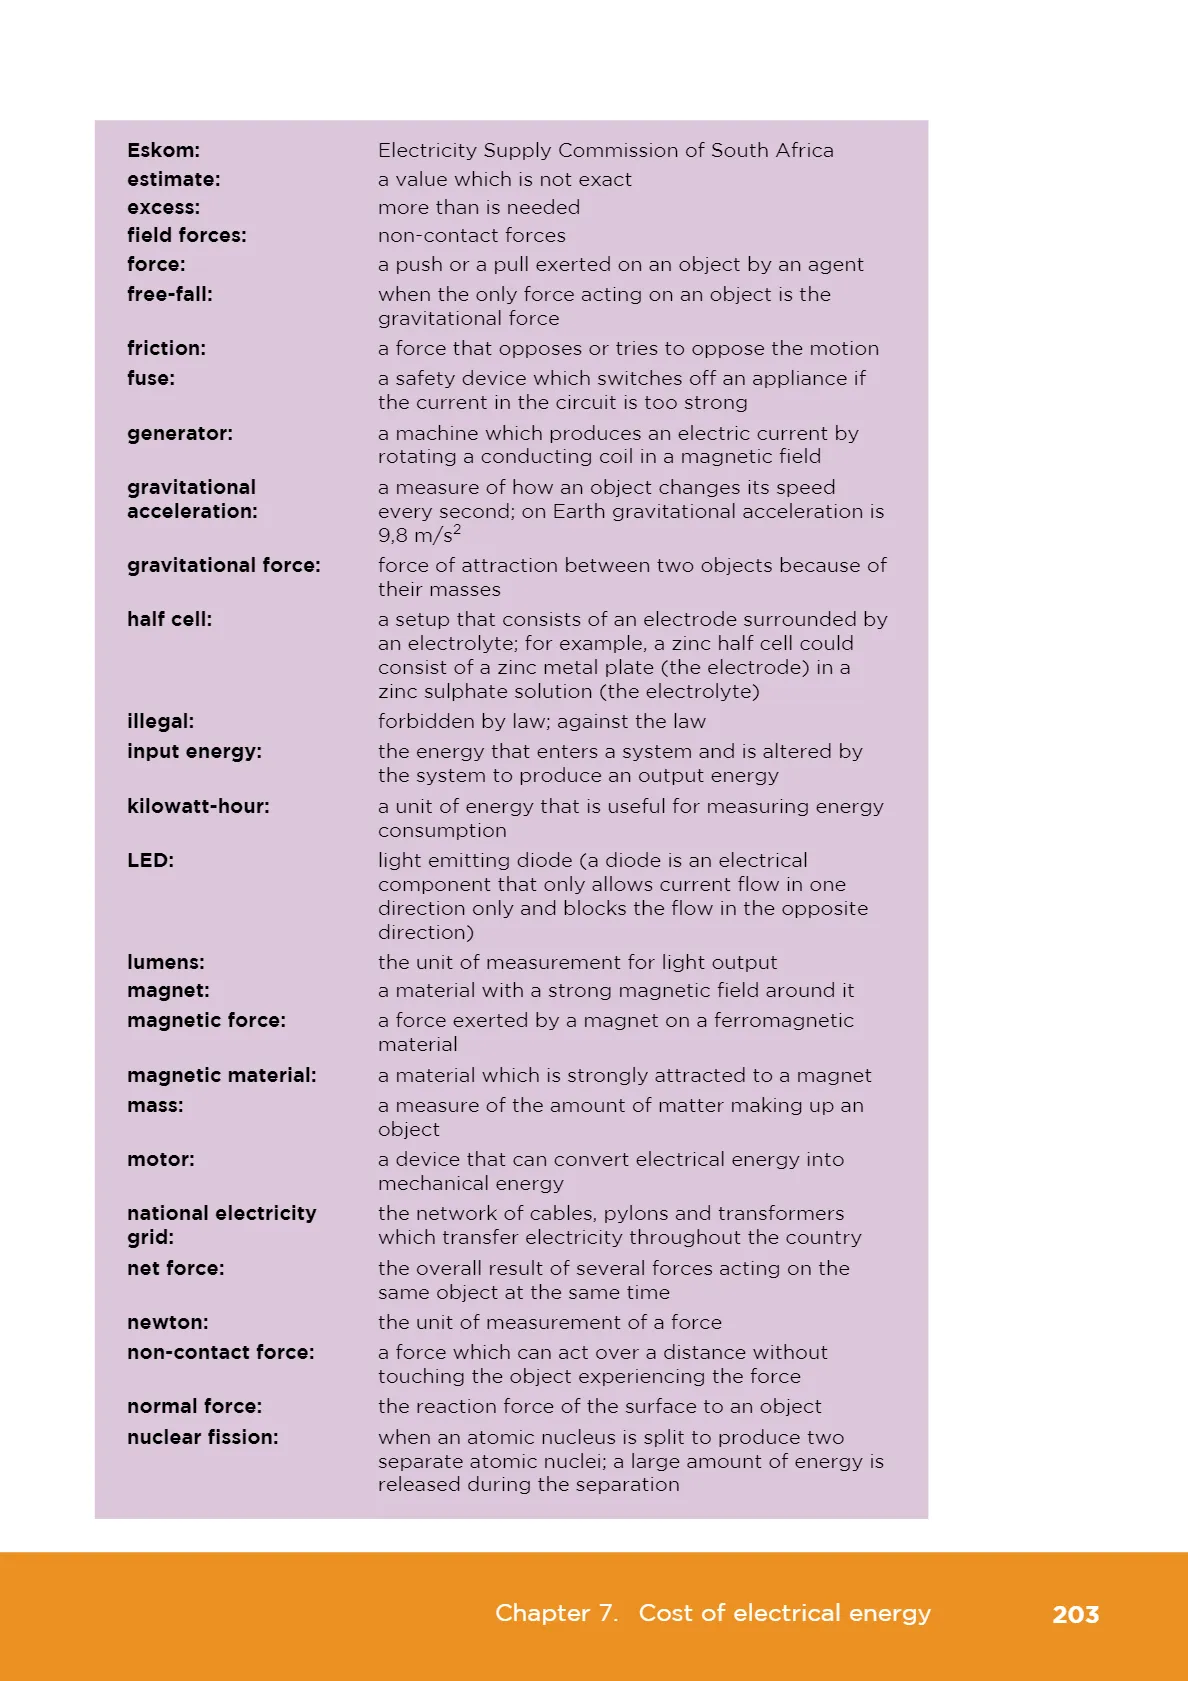 Eskom: Electricity Supply Commission of South Africa
estimate: a value which is not exact
excess: more than is needed
field forces: non-contact forces
force: a push or a pull exerted on an object by an agent
free-fall: when the only force acting on an object is the
gravitational force
friction: a force that opposes or tries to oppose the motion
fuse: a safety device which switches off an appliance if
the current in the circuit is too strong
generator: a machine which produces an electric current by
rotating a conducting coil in a magnetic field
gravitational a measure of how an object changes its speed
acceleration: every second; on Earth gravitational acceleration is
9,8 m/s²
gravitational force: force of attraction between two objects because of
their masses
half cell: a setup that consists of an electrode surrounded by
an electrolyte; for example, a zinc half cell could
consist of a zinc metal plate (the electrode) in a
zinc sulphate solution (the electrolyte)
illegal: forbidden by law; against the law
input energy: the energy that enters a system and is altered by
the system to produce an output energy
kilowatt-hour: a unit of energy that is useful for measuring energy
consumption
LED: light emitting diode (a diode is an electrical
component that only allows current flow in one
direction only and blocks the flow in the opposite
direction)
lumens: the unit of measurement for light output
magnet: a material with a strong magnetic field around it
magnetic force: a force exerted by a magnet on a ferromagnetic
material
magnetic material: a material which is strongly attracted to a magnet
mass: a measure of the amount of matter making up an
object
motor: a device that can convert electrical energy into
mechanical energy
national electricity the network of cables, pylons and transformers
grid: which transfer electricity throughout the country
net force: the overall result of several forces acting on the
same object at the same time
newton: the unit of measurement of a force
non-contact force: a force which can act over a distance without
touching the object experiencing the force
normal force: the reaction force of the surface to an object
nuclear fission: when an atomic nucleus is split to produce two
separate atomic nuclei; a large amount of energy is
released during the separation
Chapter 7. Cost of electrical energy 203